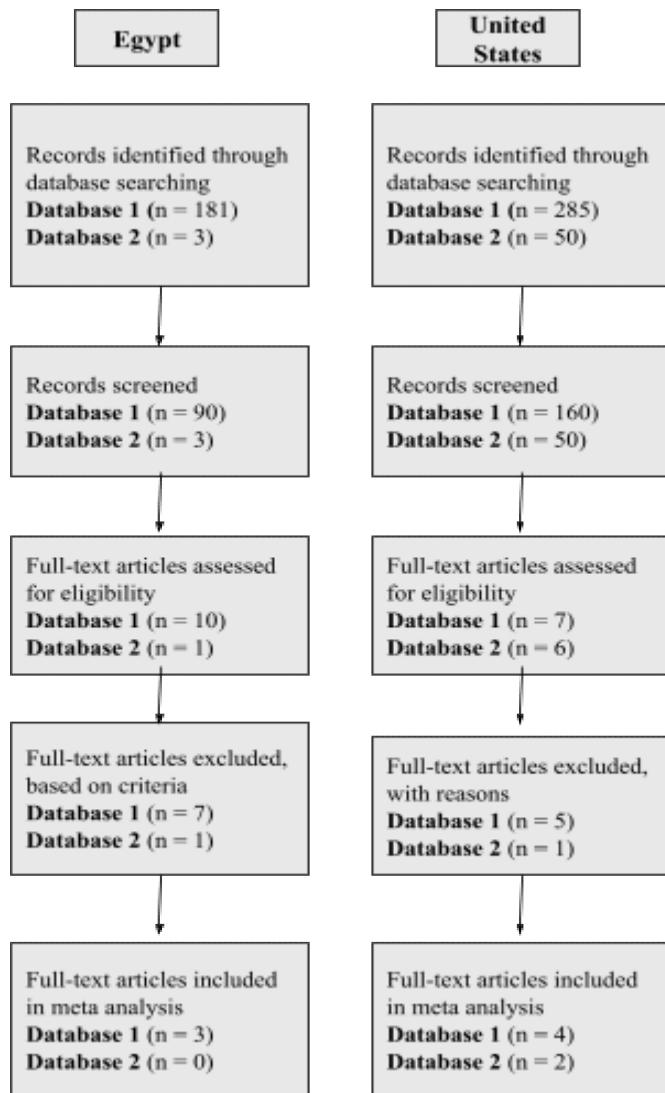 Egypt
Records identified through
database searching
Database 1 (n = 181)
Database 2 (n = 3)
Records screened
Database 1 (n = 90)
Database 2 (n = 3)
Full-text articles assessed
for eligibility
Database 1 (n = 10)
Database 2 (n = 1)
Full-text articles excluded,
based on criteria
Database 1 (n = 7)
Database 2 (n = 1)
Full-text articles included
in meta analysis
Database 1 (n = 3)
Database 2 (n = 0)
United
States
Records identified through
database searching
Database 1 (n = 285)
Database 2 (n = 50)
Records screened
Database 1 (n = 160)
Database 2 (n = 50)
Full-text articles assessed
for eligibility
Database 1 (n = 7)
Database 2 (n = 6)
Full-text articles excluded,
with reasons
Database 1 (n = 5)
Database 2 (n = 1)
Full-text articles included
in meta analysis
Database 1 (n = 4)
Database 2 (n = 2)